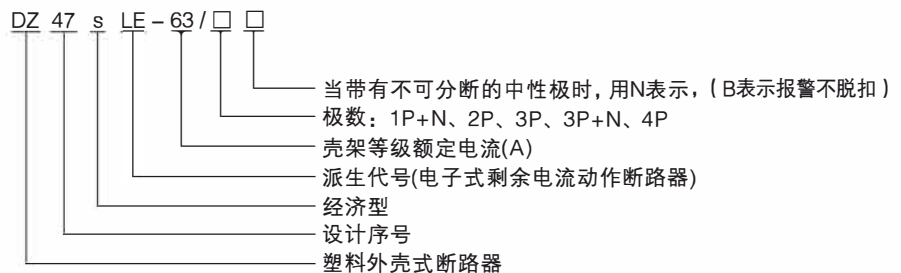 DZ 47 s LE – 63 / □ □
当带有不可分断的中性极时，用N表示，（B表示报警不脱扣）
极数：1P+N、2P、3P、3P+N、4P
壳架等级额定电流(A)
派生代号(电子式剩余电流动作断路器)
经济型
设计序号
塑料外壳式断路器